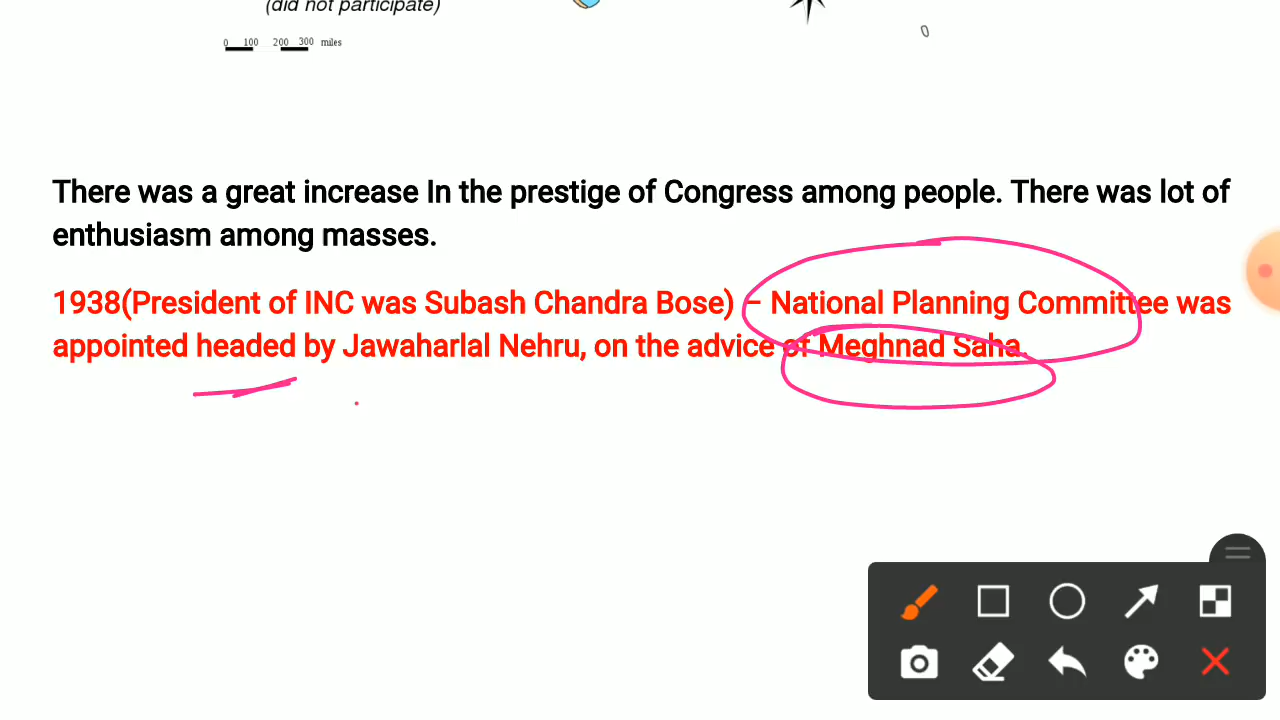 (did not participate)
0 100 200 300 miles
0
There was a great increase In the prestige of Congress among people. There was lot of
enthusiasm among masses.
1938(President of INC was Subash Chandra Bose) – National Planning Committee was
appointed headed by Jawaharlal Nehru, on the advice of Meghnad Saha.